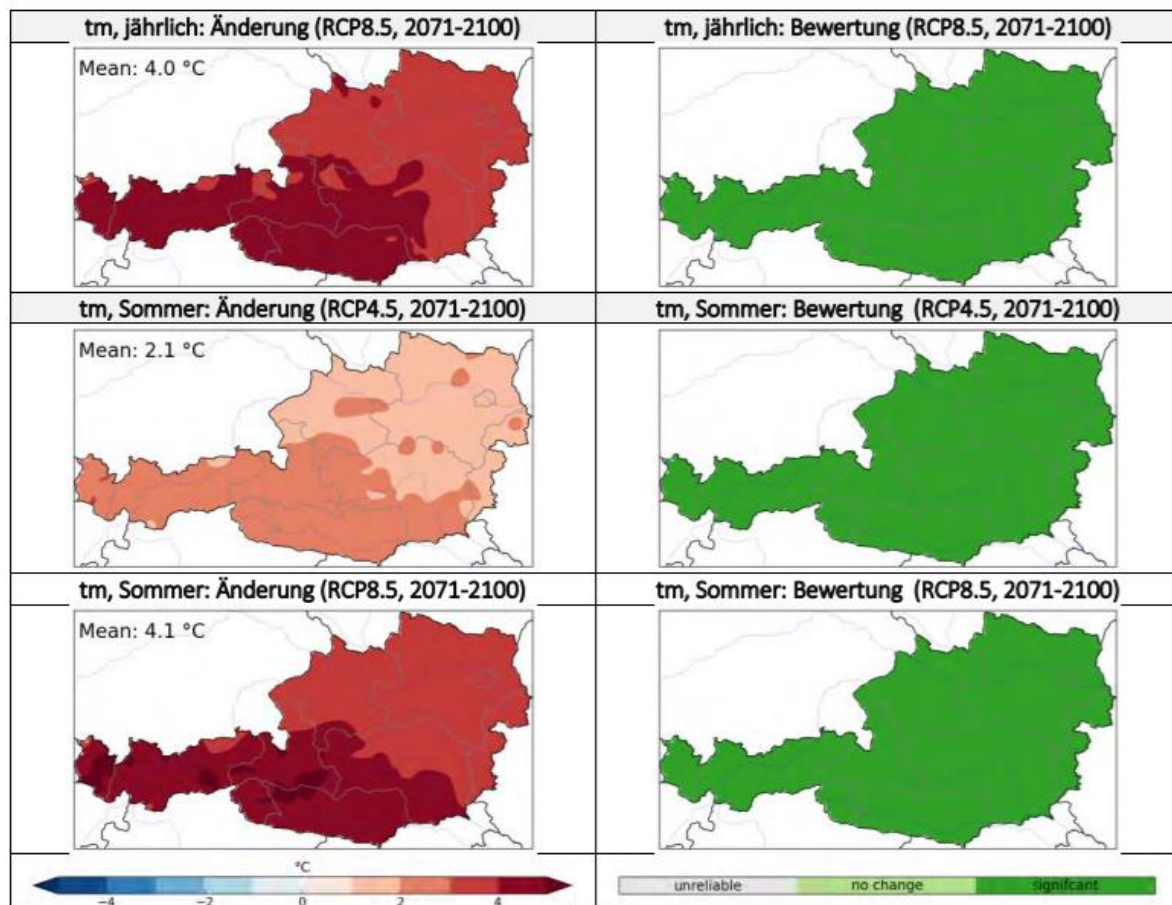 tm, jährlich: Änderung (RCP8.5, 2071-2100)
tm, jährlich: Bewertung (RCP8.5, 2071-2100)
Mean: 4.0 °C
tm, Sommer: Änderung (RCP4.5, 2071-2100)
tm, Sommer: Bewertung (RCP4.5, 2071-2100)
Mean: 2.1 °C
tm, Sommer: Änderung (RCP8.5, 2071-2100)
tm, Sommer: Bewertung (RCP8.5, 2071-2100)
Mean: 4.1 °C
°C
−4 −2 0 2 4
unreliable no change signifcant